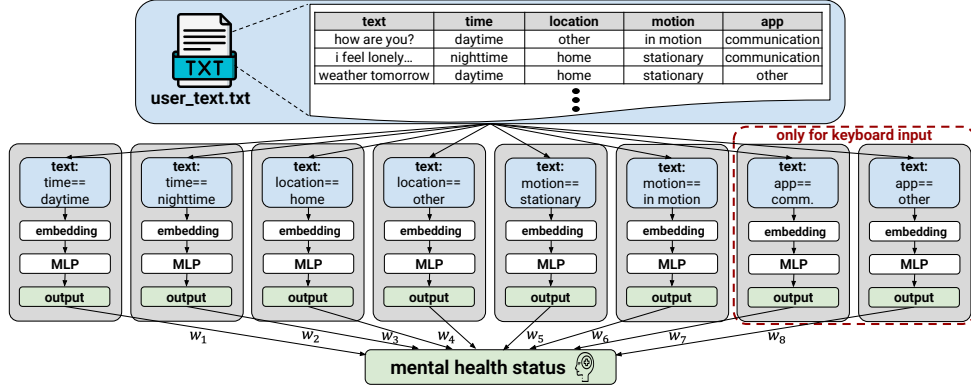 text time location motion app
how are you? daytime other in motion communication
i feel lonely... nighttime home stationary communication
weather tomorrow daytime home stationary other
TXT
user_text.txt
only for keyboard input
text: text: text: text: text: text: text: text:
time== time== location== location== motion== motion== app== app==
daytime nighttime home other stationary in motion comm. other
embedding embedding embedding embedding embedding embedding embedding embedding
MLP MLP MLP MLP MLP MLP MLP MLP
output output output output output output output output
w₁ w₂ w₃ w₄ w₅ w₆ w₇ w₈
mental health status